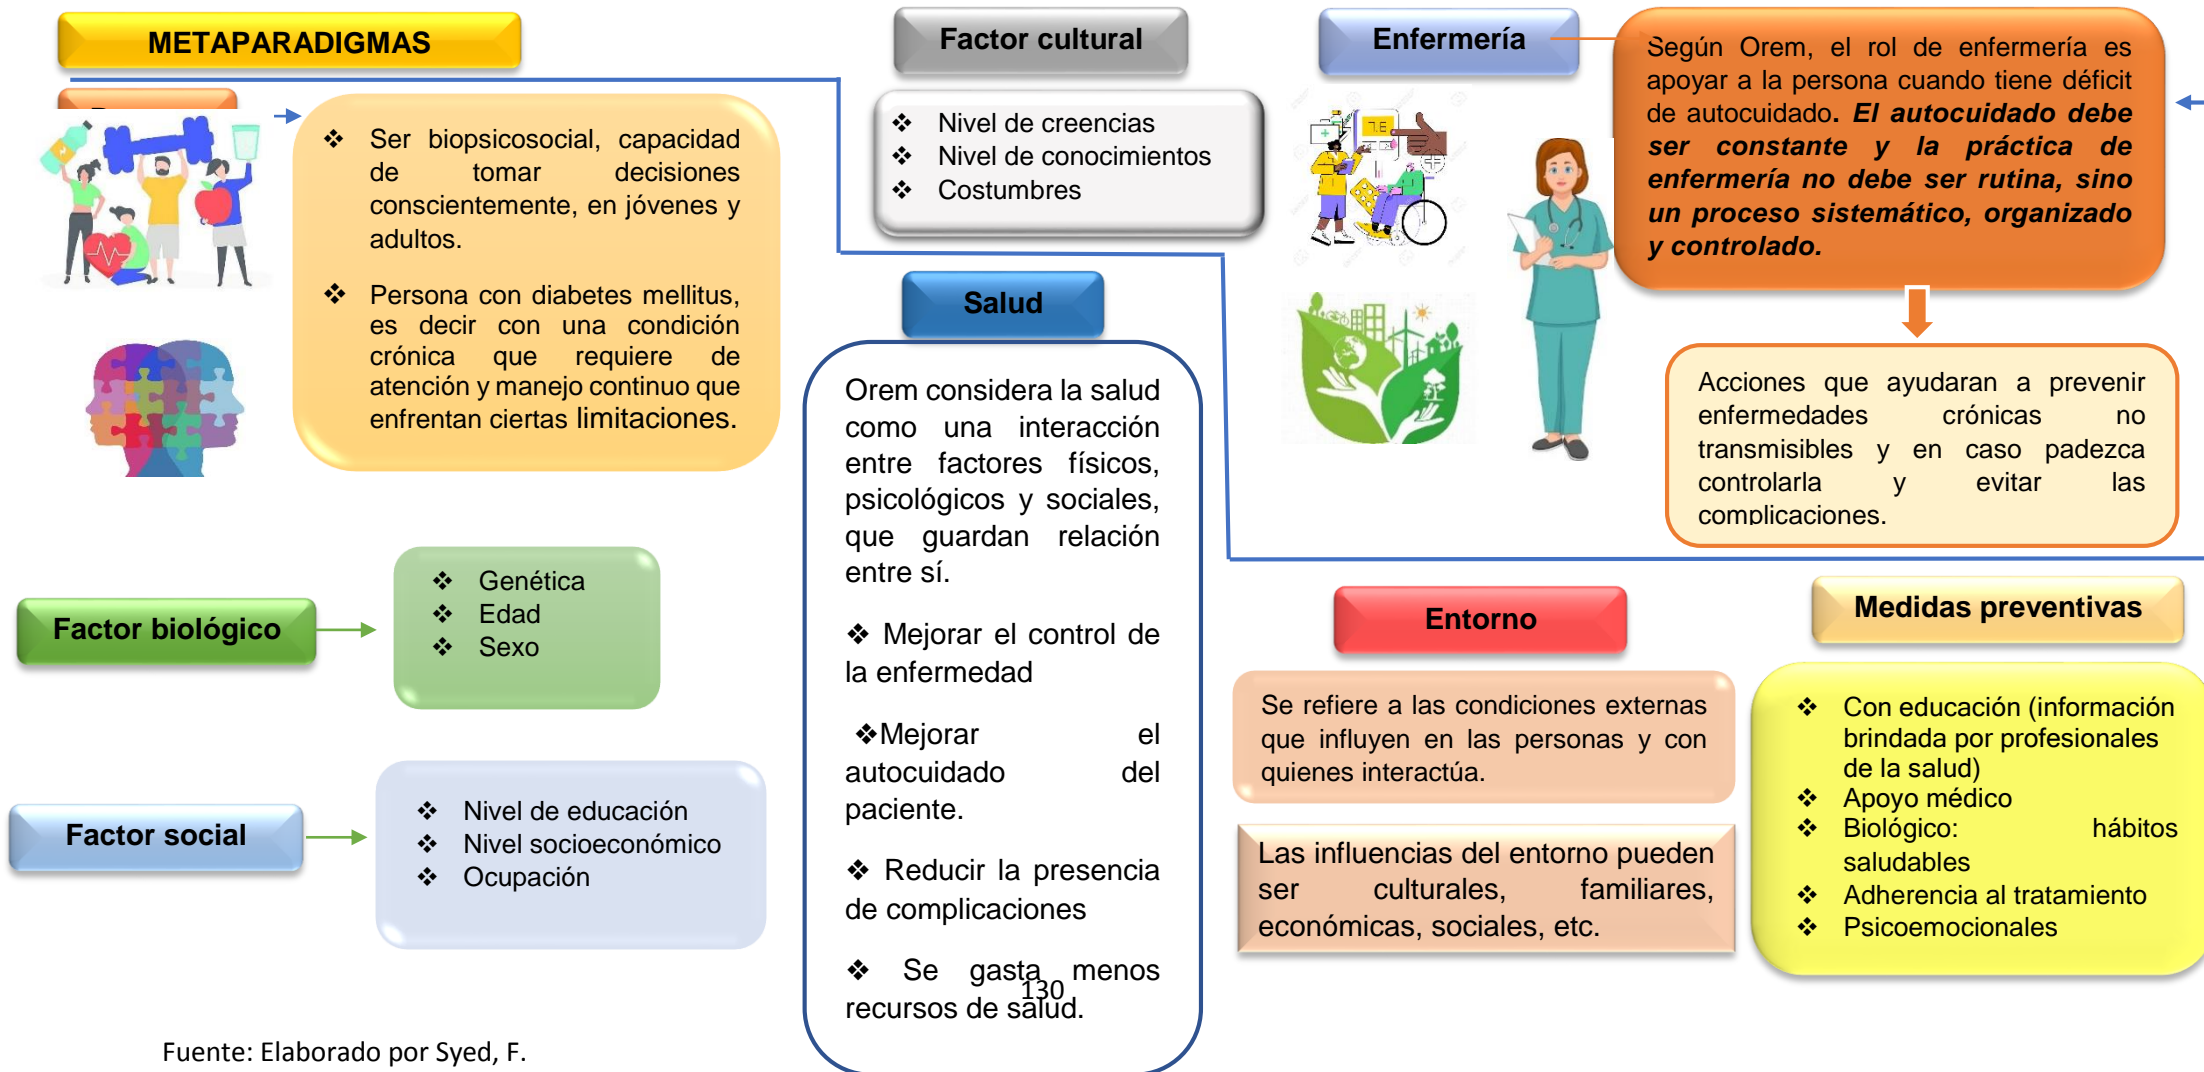 METAPARADIGMAS
❖ Ser biopsicosocial, capacidad
de tomar decisiones
conscientemente, en jóvenes y
adultos.
❖ Persona con diabetes mellitus,
es decir con una condición
crónica que requiere de
atención y manejo continuo que
enfrentan ciertas limitaciones.
Factor biológico
❖ Genética
❖ Edad
❖ Sexo
Factor social
❖ Nivel de educación
❖ Nivel socioeconómico
❖ Ocupación
Factor cultural
❖ Nivel de creencias
❖ Nivel de conocimientos
❖ Costumbres
Salud
Orem considera la salud
como una interacción
entre factores físicos,
psicológicos y sociales,
que guardan relación
entre sí.
❖ Mejorar el control de
la enfermedad
❖Mejorar el
autocuidado del
paciente.
❖ Reducir la presencia
de complicaciones
❖ Se gasta menos
recursos de salud.
130
Enfermería
Según Orem, el rol de enfermería es
apoyar a la persona cuando tiene déficit
de autocuidado. El autocuidado debe
ser constante y la práctica de
enfermería no debe ser rutina, sino
un proceso sistemático, organizado
y controlado.
Acciones que ayudaran a prevenir
enfermedades crónicas no
transmisibles y en caso padezca
controlarla y evitar las
complicaciones.
Entorno
Se refiere a las condiciones externas
que influyen en las personas y con
quienes interactúa.
Las influencias del entorno pueden
ser culturales, familiares,
económicas, sociales, etc.
Medidas preventivas
❖ Con educación (información
brindada por profesionales
de la salud)
❖ Apoyo médico
❖ Biológico: hábitos
saludables
❖ Adherencia al tratamiento
❖ Psicoemocionales
Fuente: Elaborado por Syed, F.